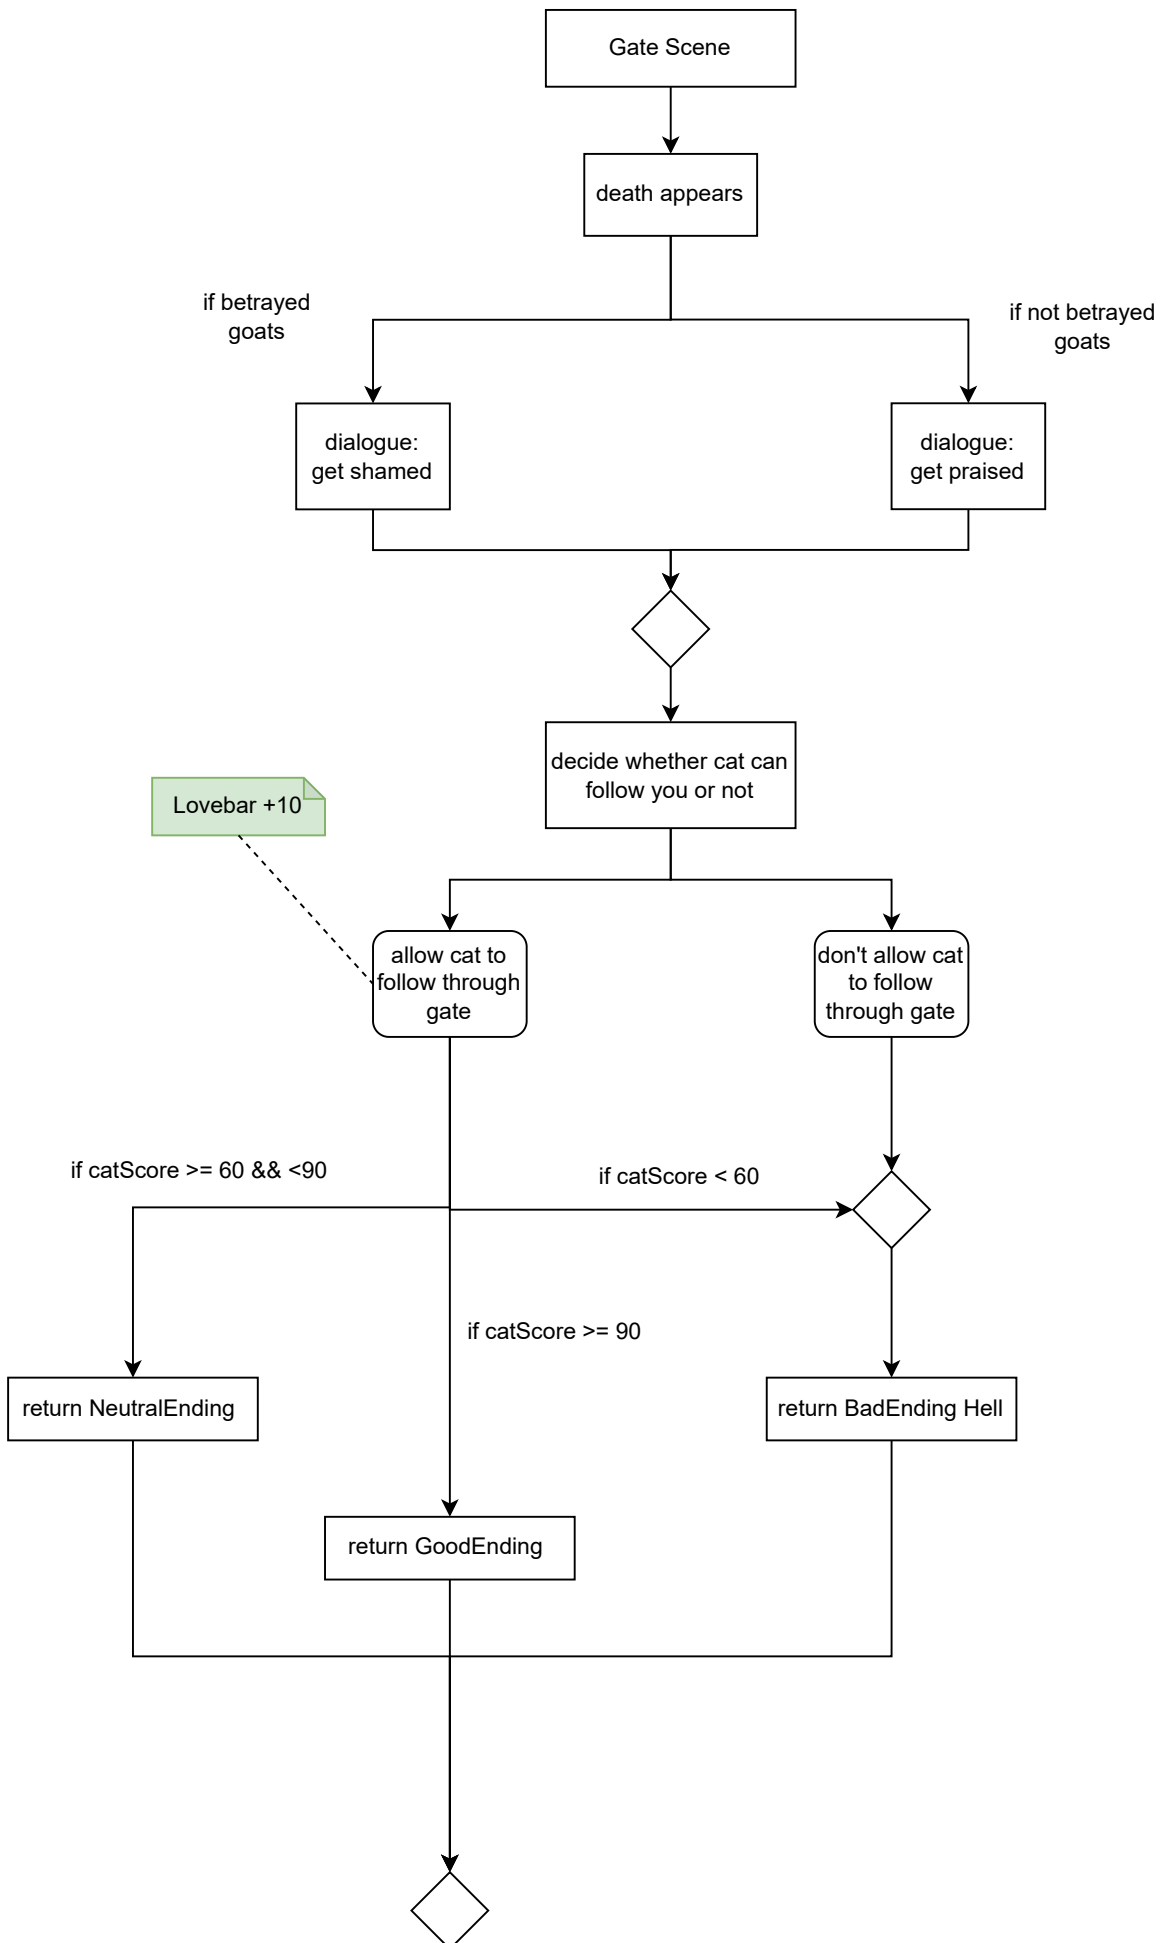 Gate Scene
death appears
if betrayed
goats
if not betrayed
goats
dialogue:
get shamed
dialogue:
get praised
decide whether cat can
follow you or not
Lovebar +10
allow cat to
follow through
gate
don't allow cat
to follow
through gate
if catScore >= 60 && <90
if catScore < 60
if catScore >= 90
return NeutralEnding
return BadEnding Hell
return GoodEnding